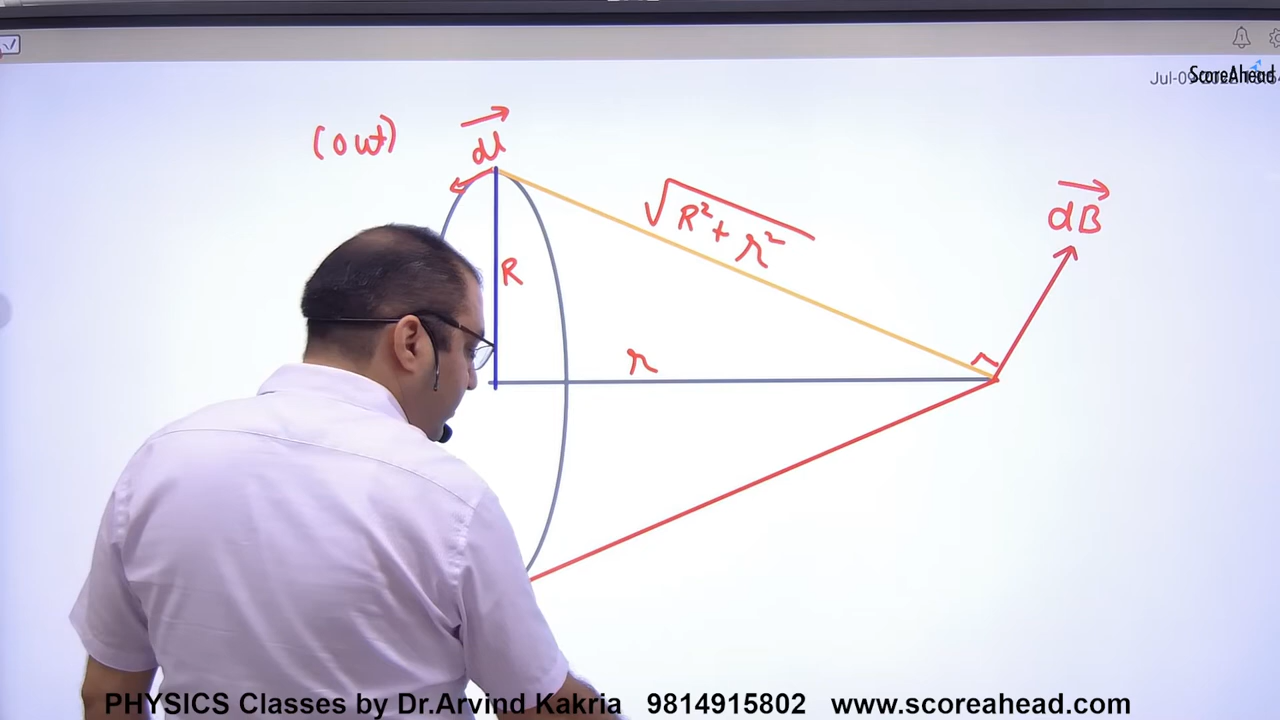 ScoreAhead
(out)
dl
√R²+r²
dB
R
r
PHYSICS Classes by Dr.Arvind Kakria 9814915802 www.scoreahead.com